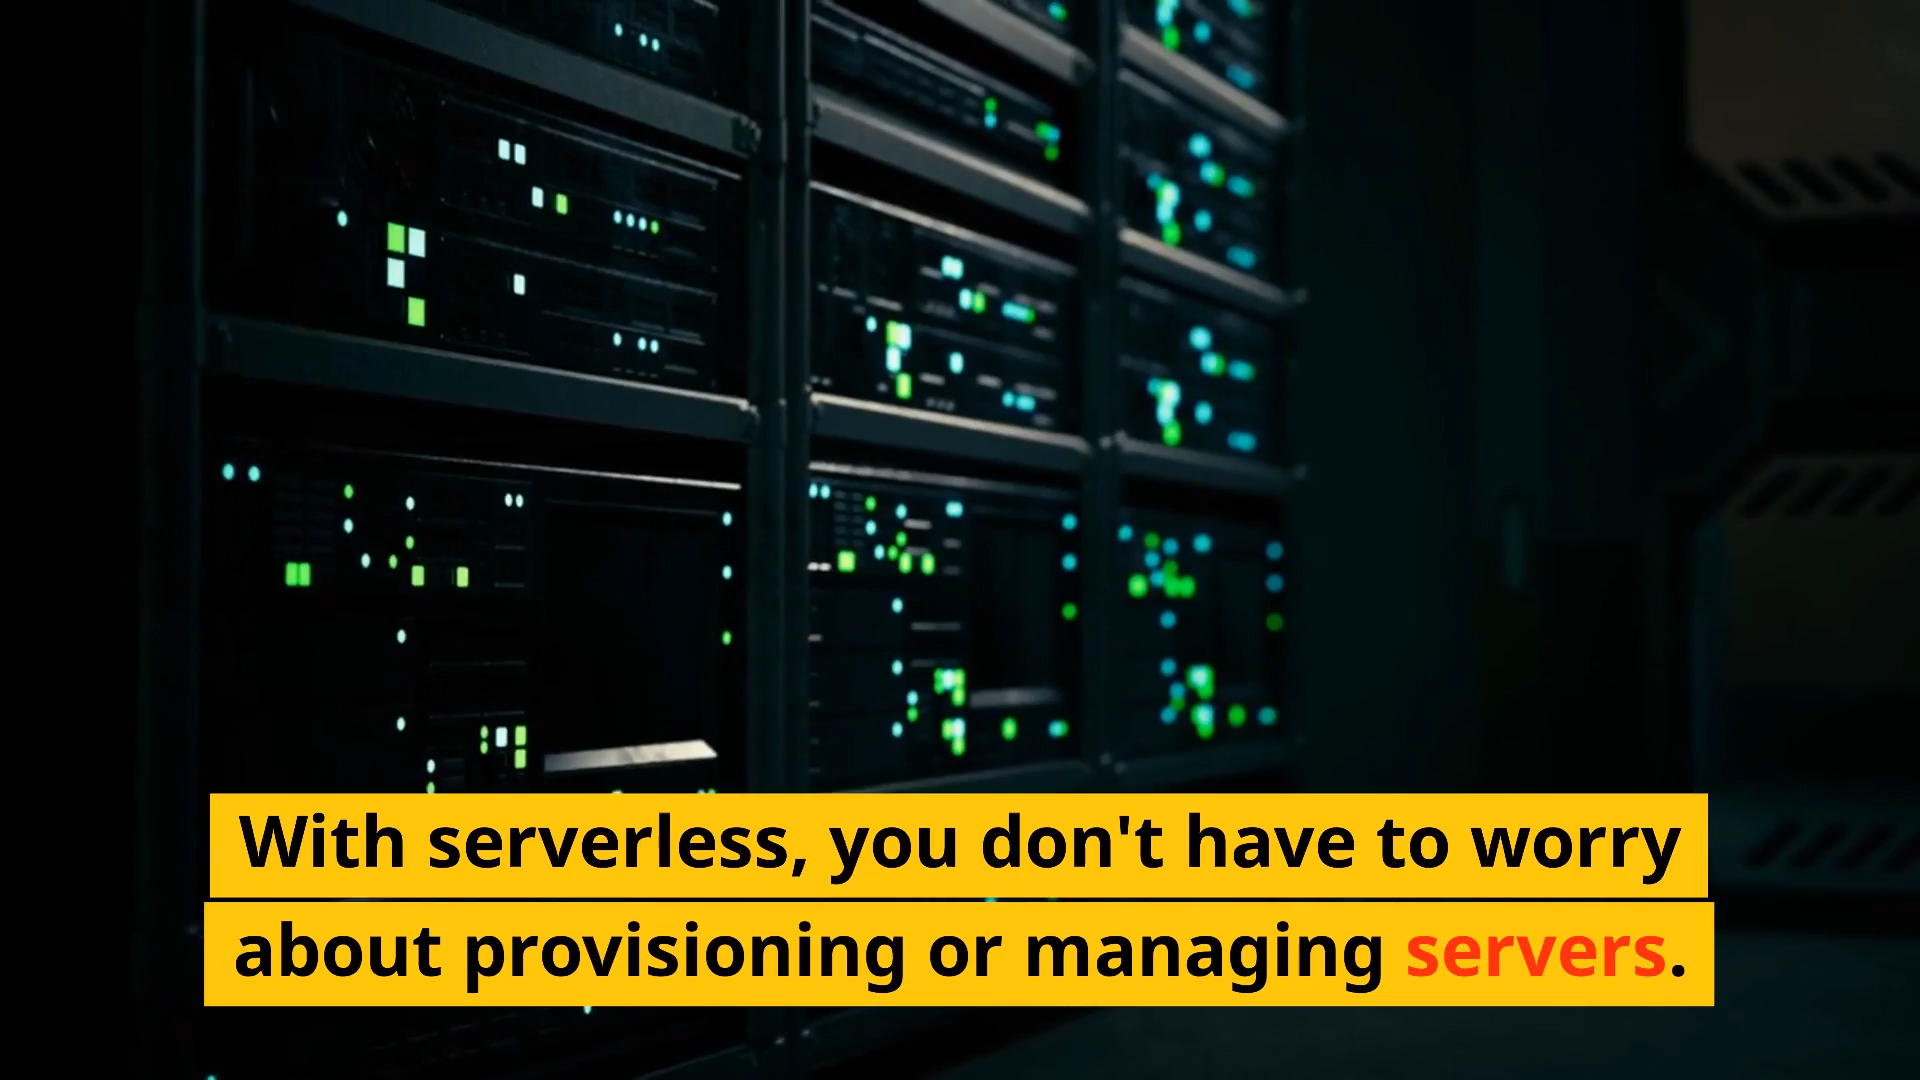 With serverless, you don't have to worry
about provisioning or managing servers.